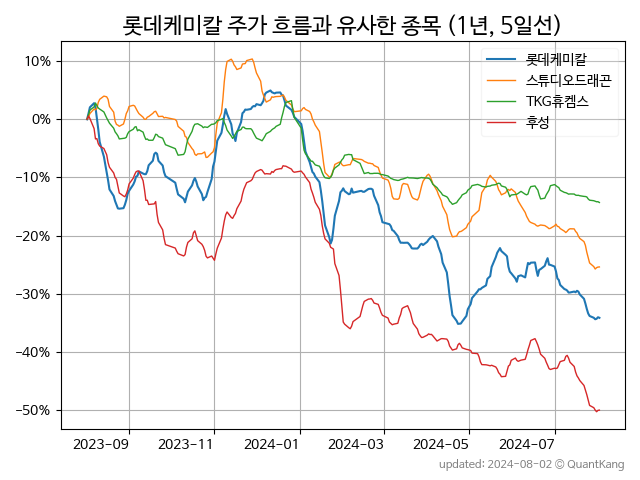 롯데케미칼 주가 흐름과 유사한 종목 (1년, 5일선)
롯데케미칼
스튜디오드래곤
TKG휴켐스
후성
10%
0%
−10%
−20%
−30%
−40%
−50%
2023-09
2023-11
2024-01
2024-03
2024-05
2024-07
updated: 2024-08-02 ⓒ QuantKang